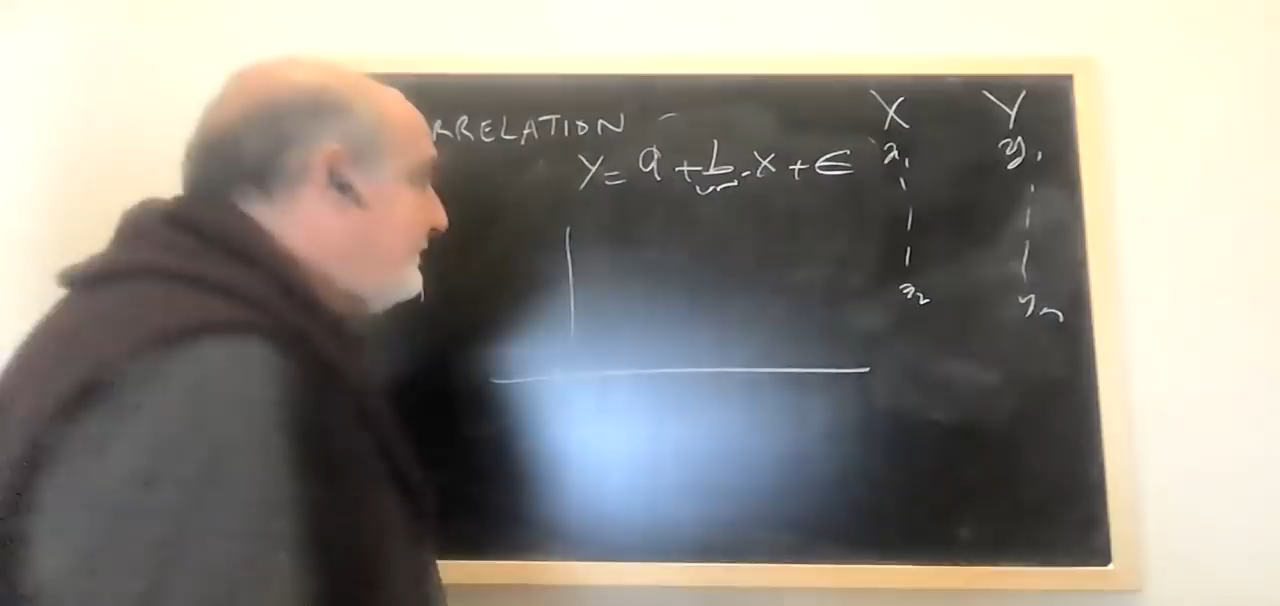 RRELATION -
Y = a + b · X + ϵ
X Y
x₁ y₁
x₂ yₙ